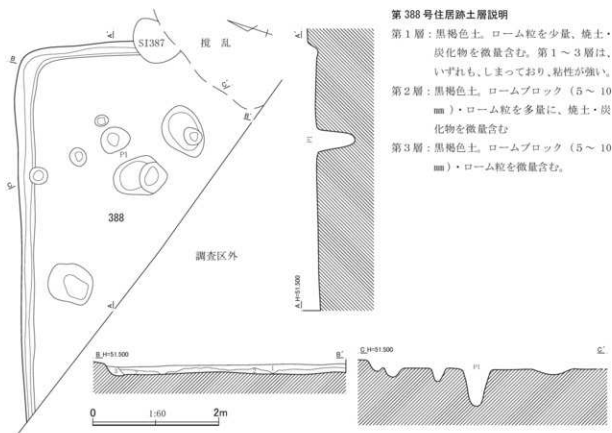 第388号住居跡土層説明
第1層：黒褐色土。ローム粒を少量、焼土・
炭化物を微量含む。第1～3層は、
いずれも、しまっており、粘性が強い。
第2層：黒褐色土。ロームブロック（5～10
㎜）・ローム粒を多量に、焼土・炭
化物を微量含む
第3層：黒褐色土。ロームブロック（5～10
㎜）・ローム粒を微量含む。
A'
SI387
撹乱
B
C'
B'
P1
C
388
調査区外
A
P1
A H=51.500
B H=51.500
B'
1
C H=51.500
P1
C'
0
1:60
2m